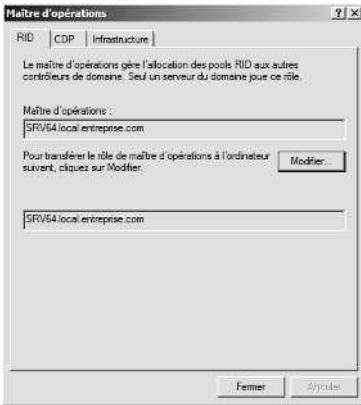 Maître d'opérations
RID CDP Infrastructure
Le maître d'opérations gère l'allocation des pools RID aux autres
contrôleurs de domaine. Seul un serveur du domaine joue ce rôle.
Maître d'opérations :
SRV64.local.entreprise.com
Pour transférer le rôle de maître d'opérations à l'ordinateur
suivant, cliquez sur Modifier.
Modifier...
SRV64.local.entreprise.com
Fermer Annuler